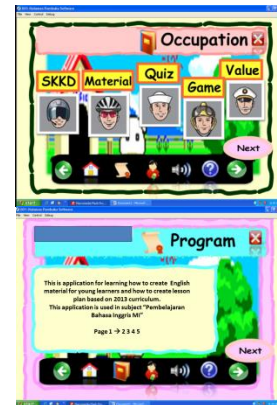 Occupation
SKKD
Material
Quiz
Game
Value
Next
Program
This is application for learning how to create English
material for young learners and how to create lesson
plan based on 2013 curriculum.
This application is used in subject "Pembelajaran
Bahasa Inggris MI"
Page 1 → 2 3 4 5
Next